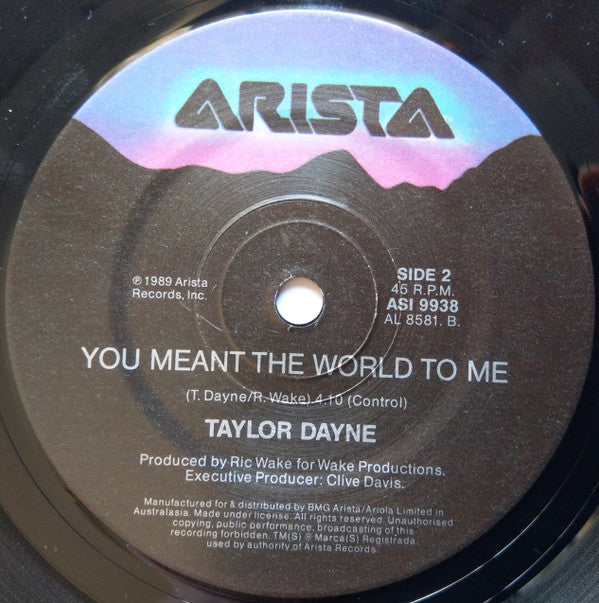 ARISTA
℗ 1989 Arista
Records, Inc.
SIDE 2
45 R.P.M.
ASI 9938
AL 8581. B.
YOU MEANT THE WORLD TO ME
(T. Dayne/R. Wake) 4.10 (Control)
TAYLOR DAYNE
Produced by Ric Wake for Wake Productions.
Executive Producer: Clive Davis.
Manufactured for & distributed by BMG Arista/Ariola Limited in
Australasia. Made under license. All rights reserved. Unauthorised
copying, public performance, broadcasting of this
recording forbidden. TM(S) ® Marca(S) Registrada
used by authority of Arista Records.